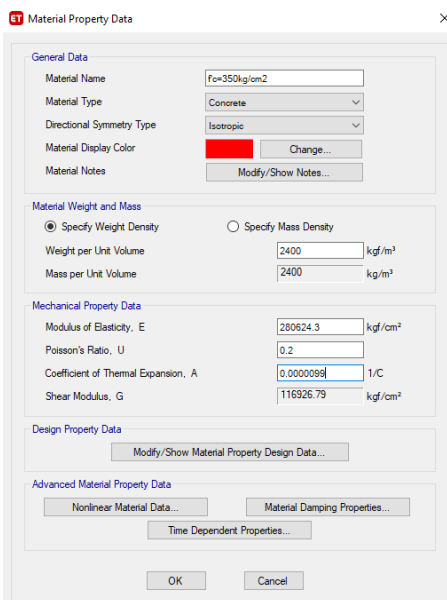 ET Material Property Data
General Data
Material Name f'c=350kg/cm2
Material Type Concrete
Directional Symmetry Type Isotropic
Material Display Color Change...
Material Notes Modify/Show Notes...
Material Weight and Mass
Specify Weight Density Specify Mass Density
Weight per Unit Volume 2400 kgf/m³
Mass per Unit Volume 2400 kg/m³
Mechanical Property Data
Modulus of Elasticity, E 280624.3 kgf/cm²
Poisson's Ratio, U 0.2
Coefficient of Thermal Expansion, A 0.0000099 1/C
Shear Modulus, G 116926.79 kgf/cm²
Design Property Data
Modify/Show Material Property Design Data...
Advanced Material Property Data
Nonlinear Material Data... Material Damping Properties...
Time Dependent Properties...
OK Cancel